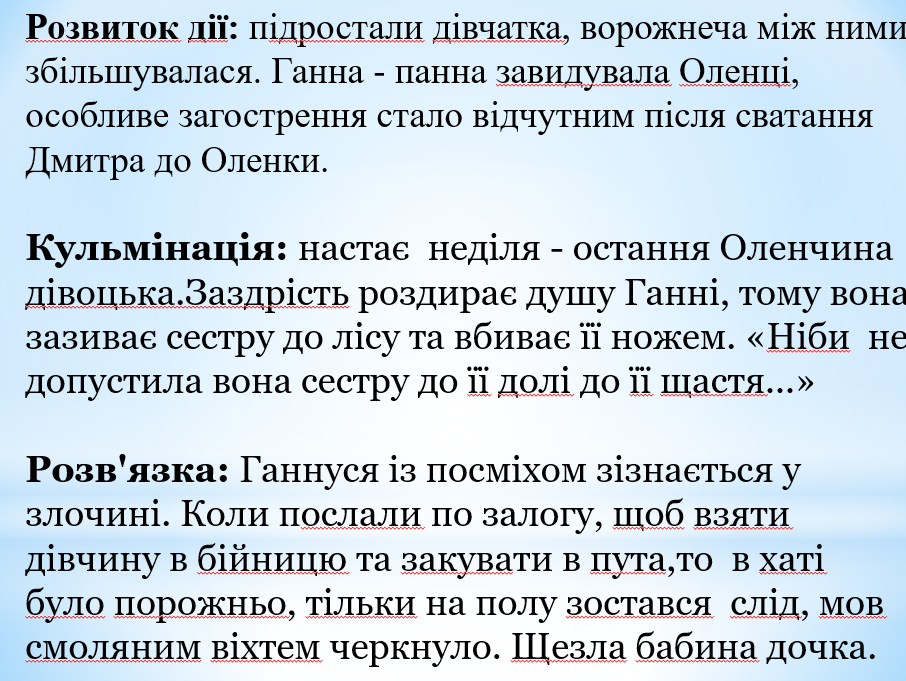 Розвиток дії: підростали дівчатка, ворожнеча між ними
збільшувалася. Ганна - панна завидувала Оленці,
особливе загострення стало відчутним після сватання
Дмитра до Оленки.
Кульмінація: настає  неділя - остання Оленчина
дівоцька.Заздрість роздирає душу Ганні, тому вона
зазиває сестру до лісу та вбиває її ножем. «Ніби  не
допустила вона сестру до її долі до її щастя...»
Розв'язка: Ганнуся із посміхом зізнається у
злочині. Коли послали по залогу, щоб взяти
дівчину в бійницю та закувати в пута,то  в хаті
було порожньо, тільки на полу зостався  слід, мов
смоляним віхтем черкнуло. Щезла бабина дочка.